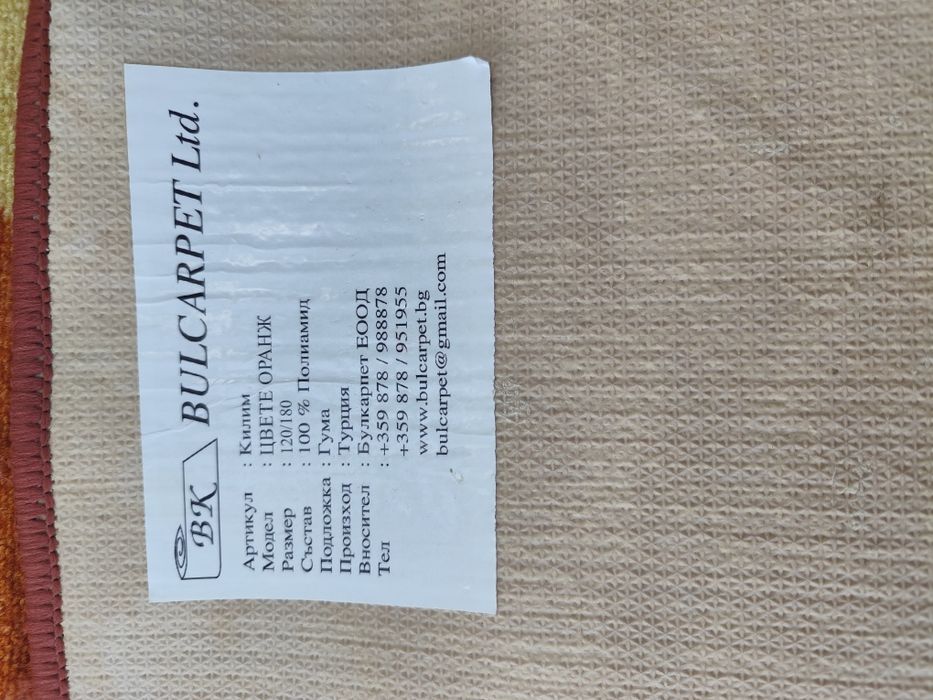 BK BULCARPET Ltd.
Артикул : Килим
Модел : ЦВЕТЕ ОРАНЖ
Размер : 120/180
Състав : 100 % Полиамид
Подложка : Гума
Произход : Турция
Вносител : Булкарпет ЕООД
Тел : +359 878 / 988878
+359 878 / 951955
www.bulcarpet.bg
bulcarpet@gmail.com